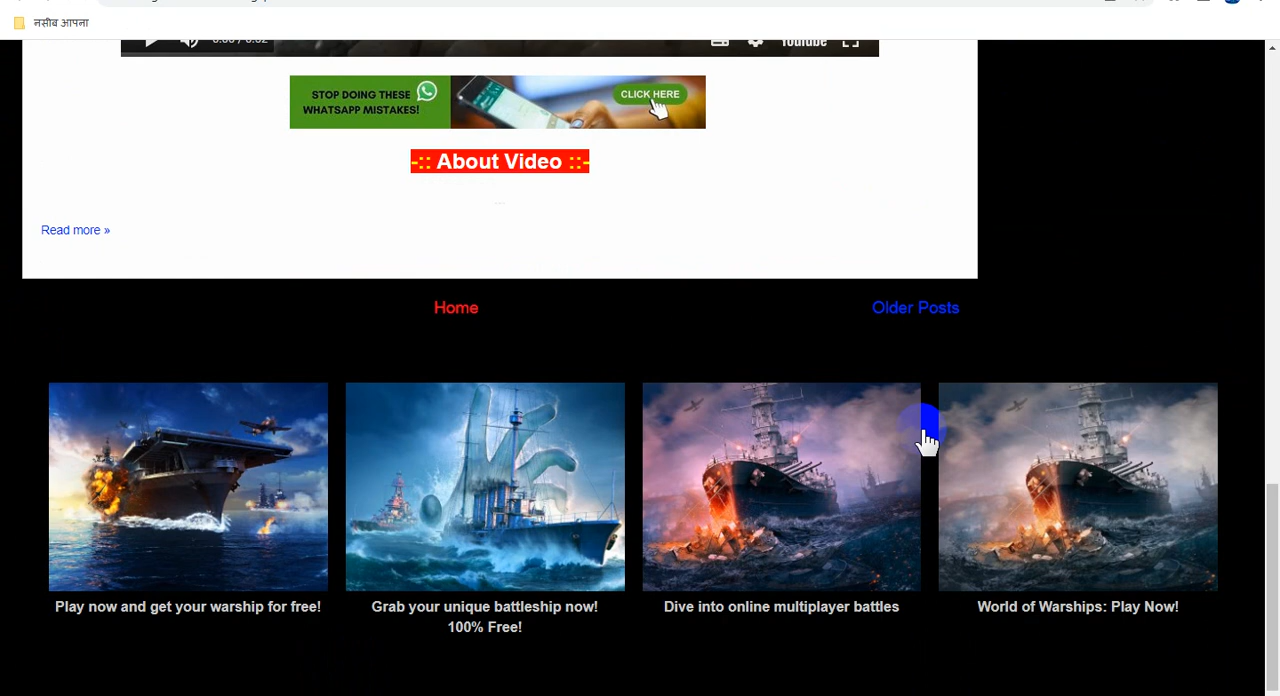 नसीब आपना
YouTube
STOP DOING THESE
WHATSAPP MISTAKES!
CLICK HERE
-:: About Video ::-
...
Read more »
Home
Older Posts
Play now and get your warship for free!
Grab your unique battleship now!
100% Free!
Dive into online multiplayer battles
World of Warships: Play Now!